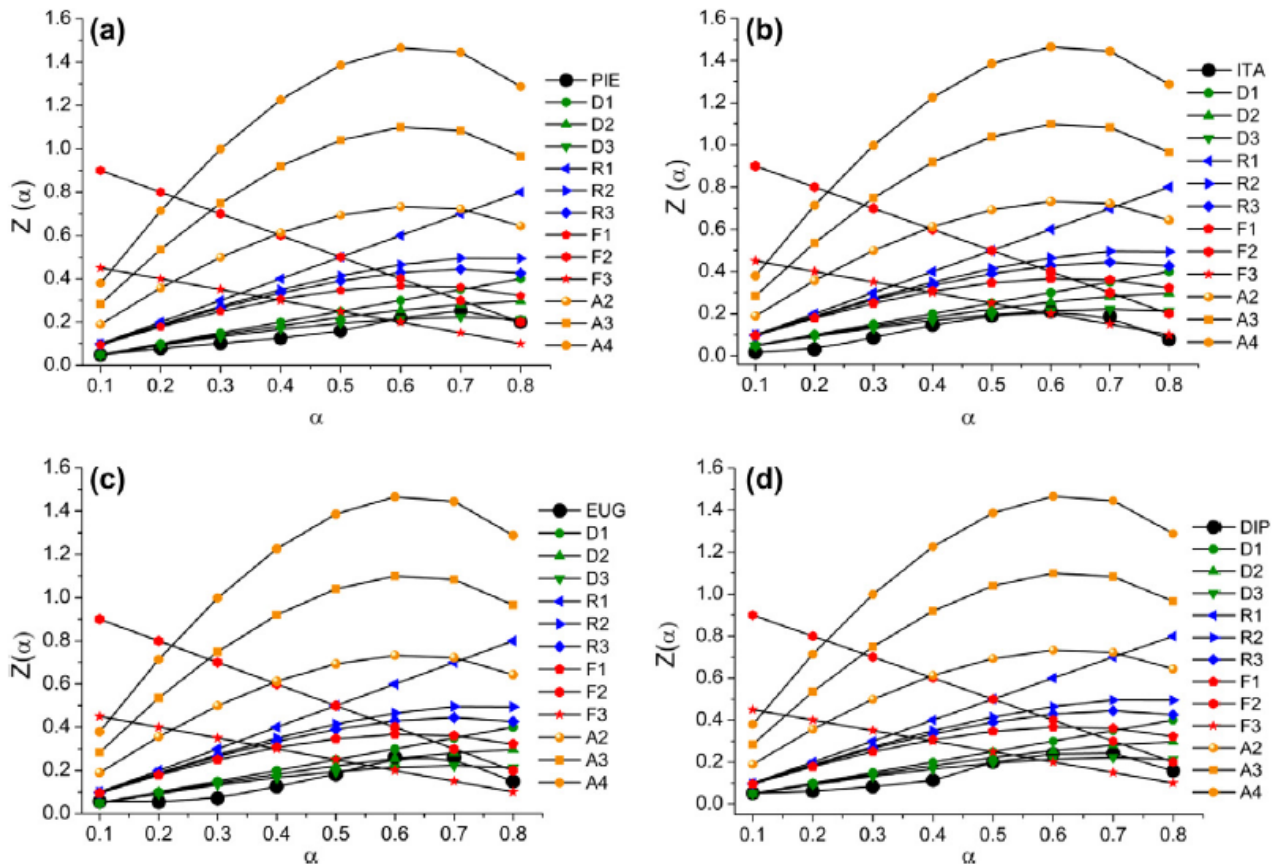 (a)
Z (α)
1.6
1.4
1.2
1.0
0.8
0.6
0.4
0.2
0.0
0.1 0.2 0.3 0.4 0.5 0.6 0.7 0.8
α
PIE
D1
D2
D3
R1
R2
R3
F1
F2
F3
A2
A3
A4
(b)
Z (α)
1.6
1.4
1.2
1.0
0.8
0.6
0.4
0.2
0.0
0.1 0.2 0.3 0.4 0.5 0.6 0.7 0.8
α
ITA
D1
D2
D3
R1
R2
R3
F1
F2
F3
A2
A3
A4
(c)
Z(α)
1.6
1.4
1.2
1.0
0.8
0.6
0.4
0.2
0.0
0.1 0.2 0.3 0.4 0.5 0.6 0.7 0.8
α
EUG
D1
D2
D3
R1
R2
R3
F1
F2
F3
A2
A3
A4
(d)
Z(α)
1.6
1.4
1.2
1.0
0.8
0.6
0.4
0.2
0.0
0.1 0.2 0.3 0.4 0.5 0.6 0.7 0.8
α
DIP
D1
D2
D3
R1
R2
R3
F1
F2
F3
A2
A3
A4